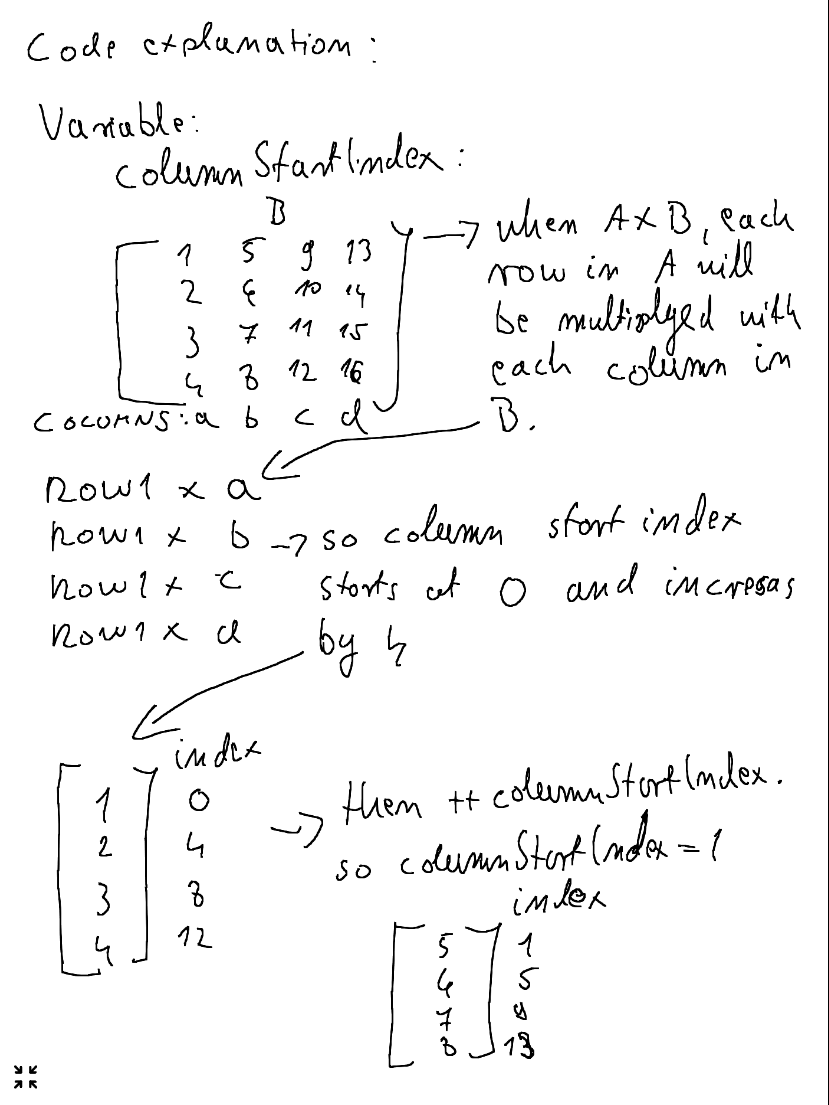 Code explanation:
Variable:
columnStartIndex:
B
1 5 9 13
2 6 10 14
3 7 11 15
4 8 12 16
COLUMNS: a b c d
→ when A x B, each
row in A will
be multiplyed with
each column in
B.
Row1 x a
Row1 x b → so column start index
Row1 x c starts at 0 and incresas
Row1 x d by 4
index
1 0
2 4
3 8
4 12
→ then ++columnStartIndex.
so columnStartIndex = 1
index
5 1
6 5
7 9
8 13